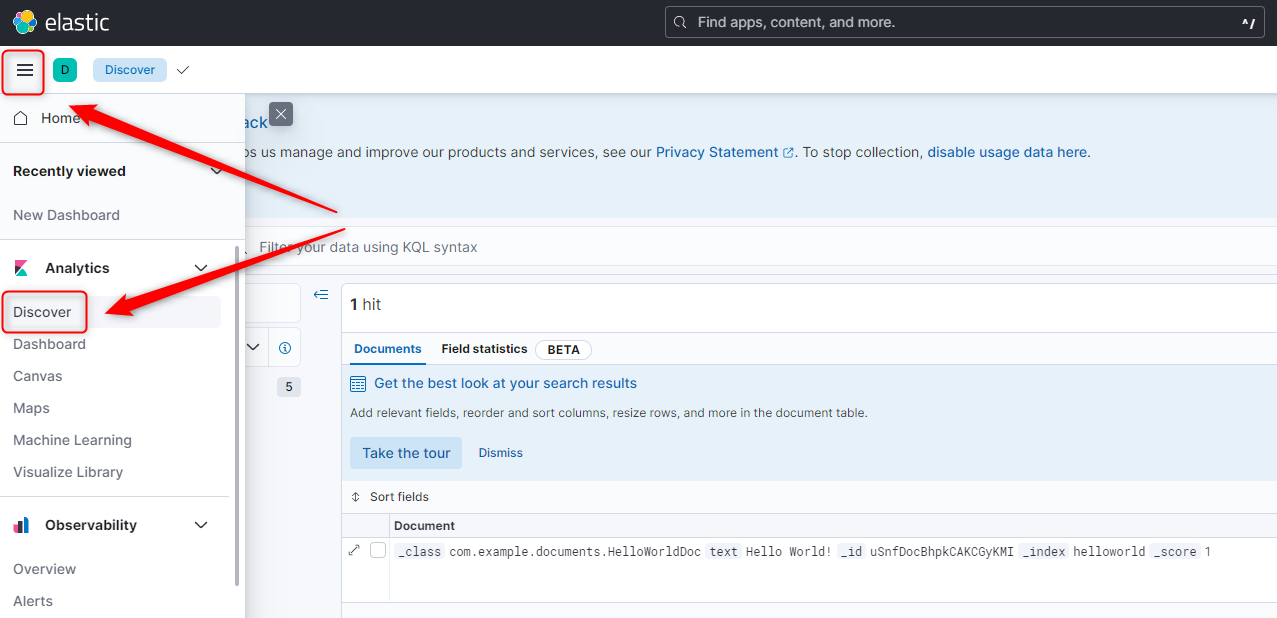 elastic
Find apps, content, and more.
^/
D
Discover
Home
ack
ps us manage and improve our products and services, see our Privacy Statement. To stop collection, disable usage data here.
Recently viewed
New Dashboard
Filter your data using KQL syntax
Analytics
Discover
Dashboard
Canvas
Maps
Machine Learning
Visualize Library
Observability
Overview
Alerts
5
1 hit
Documents Field statistics BETA
Get the best look at your search results
Add relevant fields, reorder and sort columns, resize rows, and more in the document table.
Take the tour Dismiss
Sort fields
Document
_class com.example.documents.HelloWorldDoc text Hello World! _id uSnfDocBhpkCAKCGyKMI _index helloworld _score 1